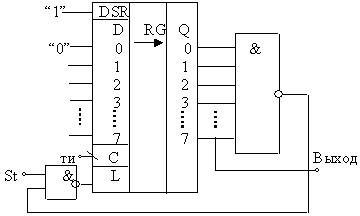 “1” DSR
D RG Q
“0” 0 0 &
1 1
2 2
3 3
7 7
ти C Выход
St & L